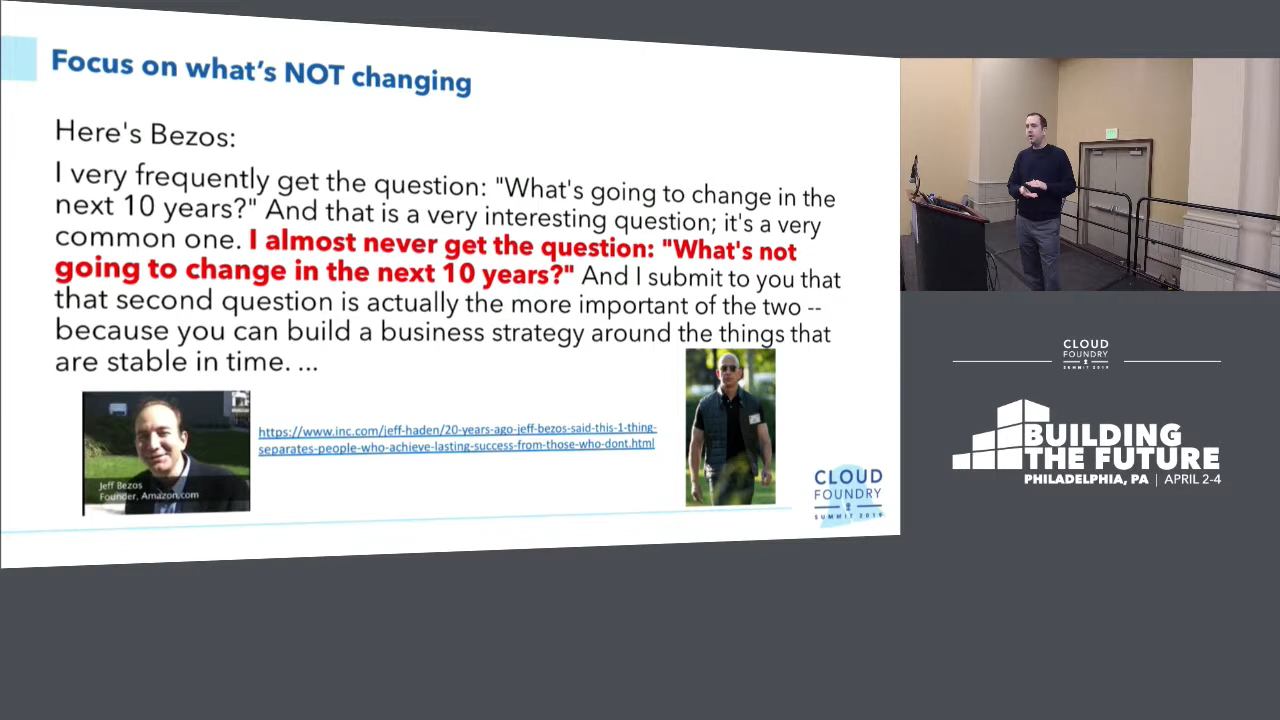 Focus on what's NOT changing
Here's Bezos:
I very frequently get the question: "What's going to change in the
next 10 years?" And that is a very interesting question; it's a very
common one. I almost never get the question: "What's not
going to change in the next 10 years?" And I submit to you that
that second question is actually the more important of the two --
because you can build a business strategy around the things that
are stable in time. ...
Jeff Bezos
Founder, Amazon.com
https://www.inc.com/jeff-haden/20-years-ago-jeff-bezos-said-this-1-thing-
separates-people-who-achieve-lasting-success-from-those-who-dont.html
CLOUD
FOUNDRY
SUMMIT 2019
CLOUD
FOUNDRY
SUMMIT 2019
BUILDING
THE FUTURE
PHILADELPHIA, PA | APRIL 2-4